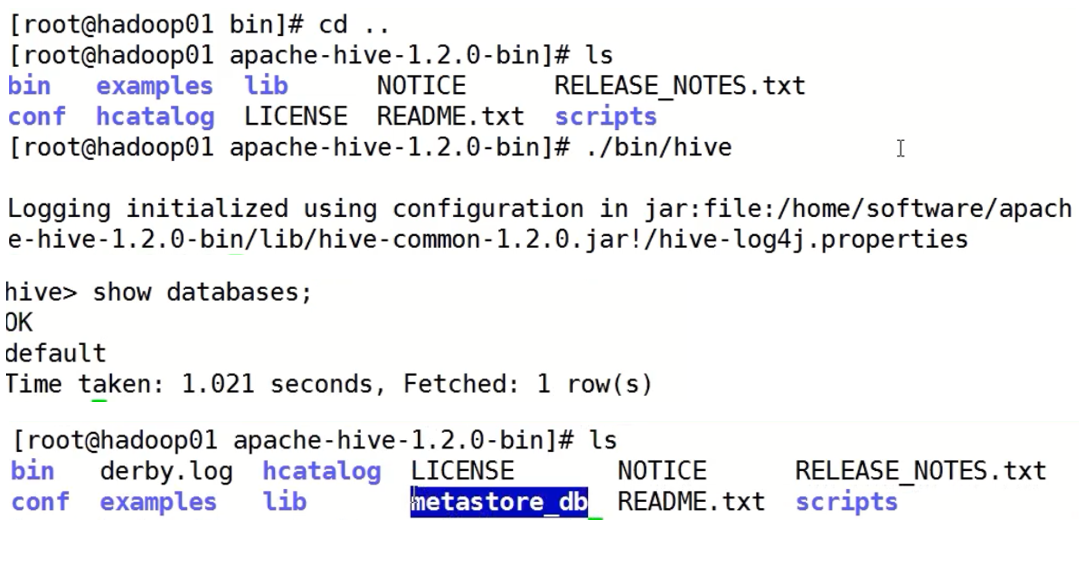 [root@hadoop01 bin]# cd ..
[root@hadoop01 apache-hive-1.2.0-bin]# ls
bin examples lib NOTICE RELEASE_NOTES.txt
conf hcatalog LICENSE README.txt scripts
[root@hadoop01 apache-hive-1.2.0-bin]# ./bin/hive
Logging initialized using configuration in jar:file:/home/software/apach
e-hive-1.2.0-bin/lib/hive-common-1.2.0.jar!/hive-log4j.properties
hive> show databases;
OK
default
Time taken: 1.021 seconds, Fetched: 1 row(s)
[root@hadoop01 apache-hive-1.2.0-bin]# ls
bin derby.log hcatalog LICENSE NOTICE RELEASE_NOTES.txt
conf examples lib metastore_db README.txt scripts